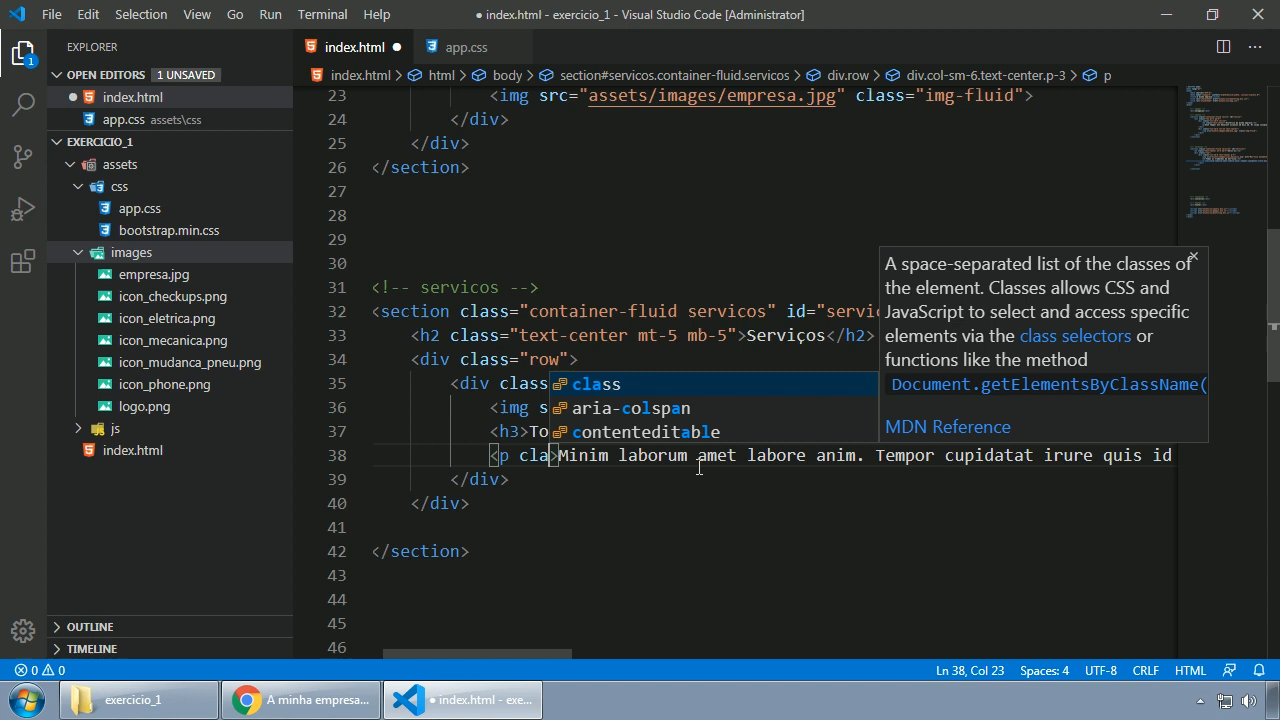 File Edit Selection View Go Run Terminal Help
● index.html - exercicio_1 - Visual Studio Code [Administrator]
EXPLORER
index.html ●
app.css
OPEN EDITORS 1 UNSAVED
index.html > html > body > section#servicos.container-fluid.servicos > div.row > div.col-sm-6.text-center.p-3 > p
● index.html
app.css assets\css
EXERCICIO_1
assets
css
app.css
bootstrap.min.css
images
empresa.jpg
icon_checkups.png
icon_eletrica.png
icon_mecanica.png
icon_mudanca_pneu.png
icon_phone.png
logo.png
js
index.html
OUTLINE
TIMELINE
1
23 <img src="assets/images/empresa.jpg" class="img-fluid">
24 </div>
25 </div>
26 </section>
27
28
29
30
31 <!-- servicos -->
32 <section class="container-fluid servicos" id="servic
33 <h2 class="text-center mt-5 mb-5">Serviços</h2>
34 <div class="row">
35 <div class
36 <img s
37 <h3>To
38 <p cla>Minim laborum amet labore anim. Tempor cupidatat irure quis id
39 </div>
40 </div>
41
42 </section>
43
44
45
46
class
aria-colspan
contenteditable
A space-separated list of the classes of
the element. Classes allows CSS and
JavaScript to select and access specific
elements via the class selectors or
functions like the method
Document.getElementsByClassName(
MDN Reference
0 0 Ln 38, Col 23 Spaces: 4 UTF-8 CRLF HTML
exercicio_1
A minha empresa...
● index.html - exe...